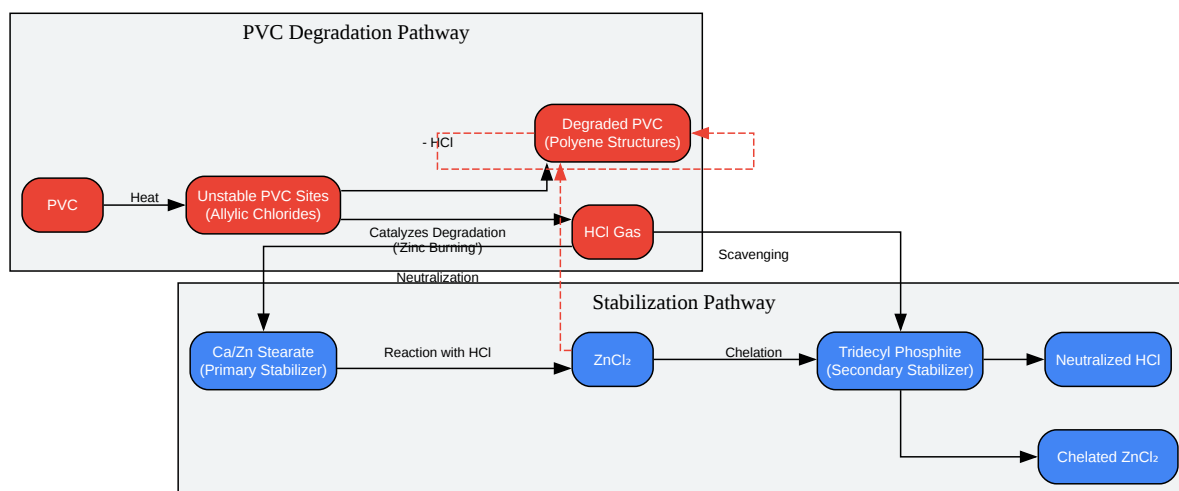 PVC Degradation Pathway
Degraded PVC
(Polyene Structures)
- HCl
PVC
Heat
Unstable PVC Sites
(Allylic Chlorides)
HCl Gas
Catalyzes Degradation
('Zinc Burning')
Scavenging
Neutralization
Stabilization Pathway
Ca/Zn Stearate
(Primary Stabilizer)
Reaction with HCl
ZnCl₂
Chelation
Tridecyl Phosphite
(Secondary Stabilizer)
Neutralized HCl
Chelated ZnCl₂